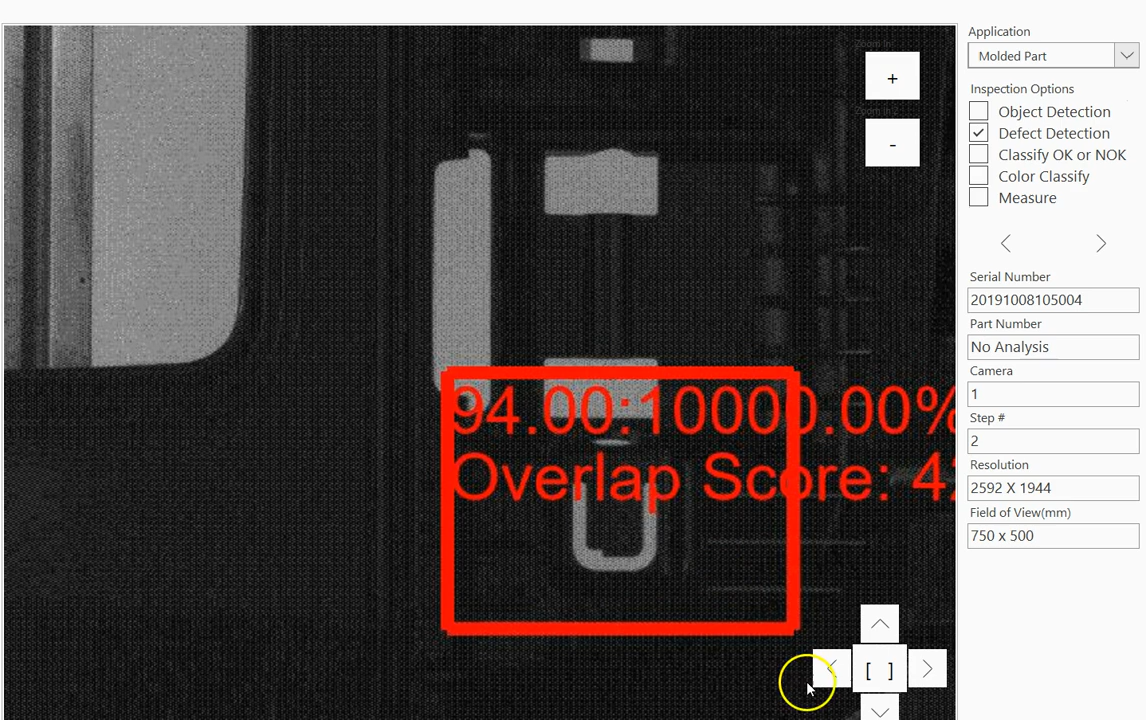 Application
Molded Part
Inspection Options
Object Detection
Defect Detection
Classify OK or NOK
Color Classify
Measure
Serial Number
20191008105004
Part Number
No Analysis
Camera
1
Step #
2
Resolution
2592 X 1944
Field of View(mm)
750 x 500
+
-
94.00:10000.00%
Overlap Score: 42
[ ]